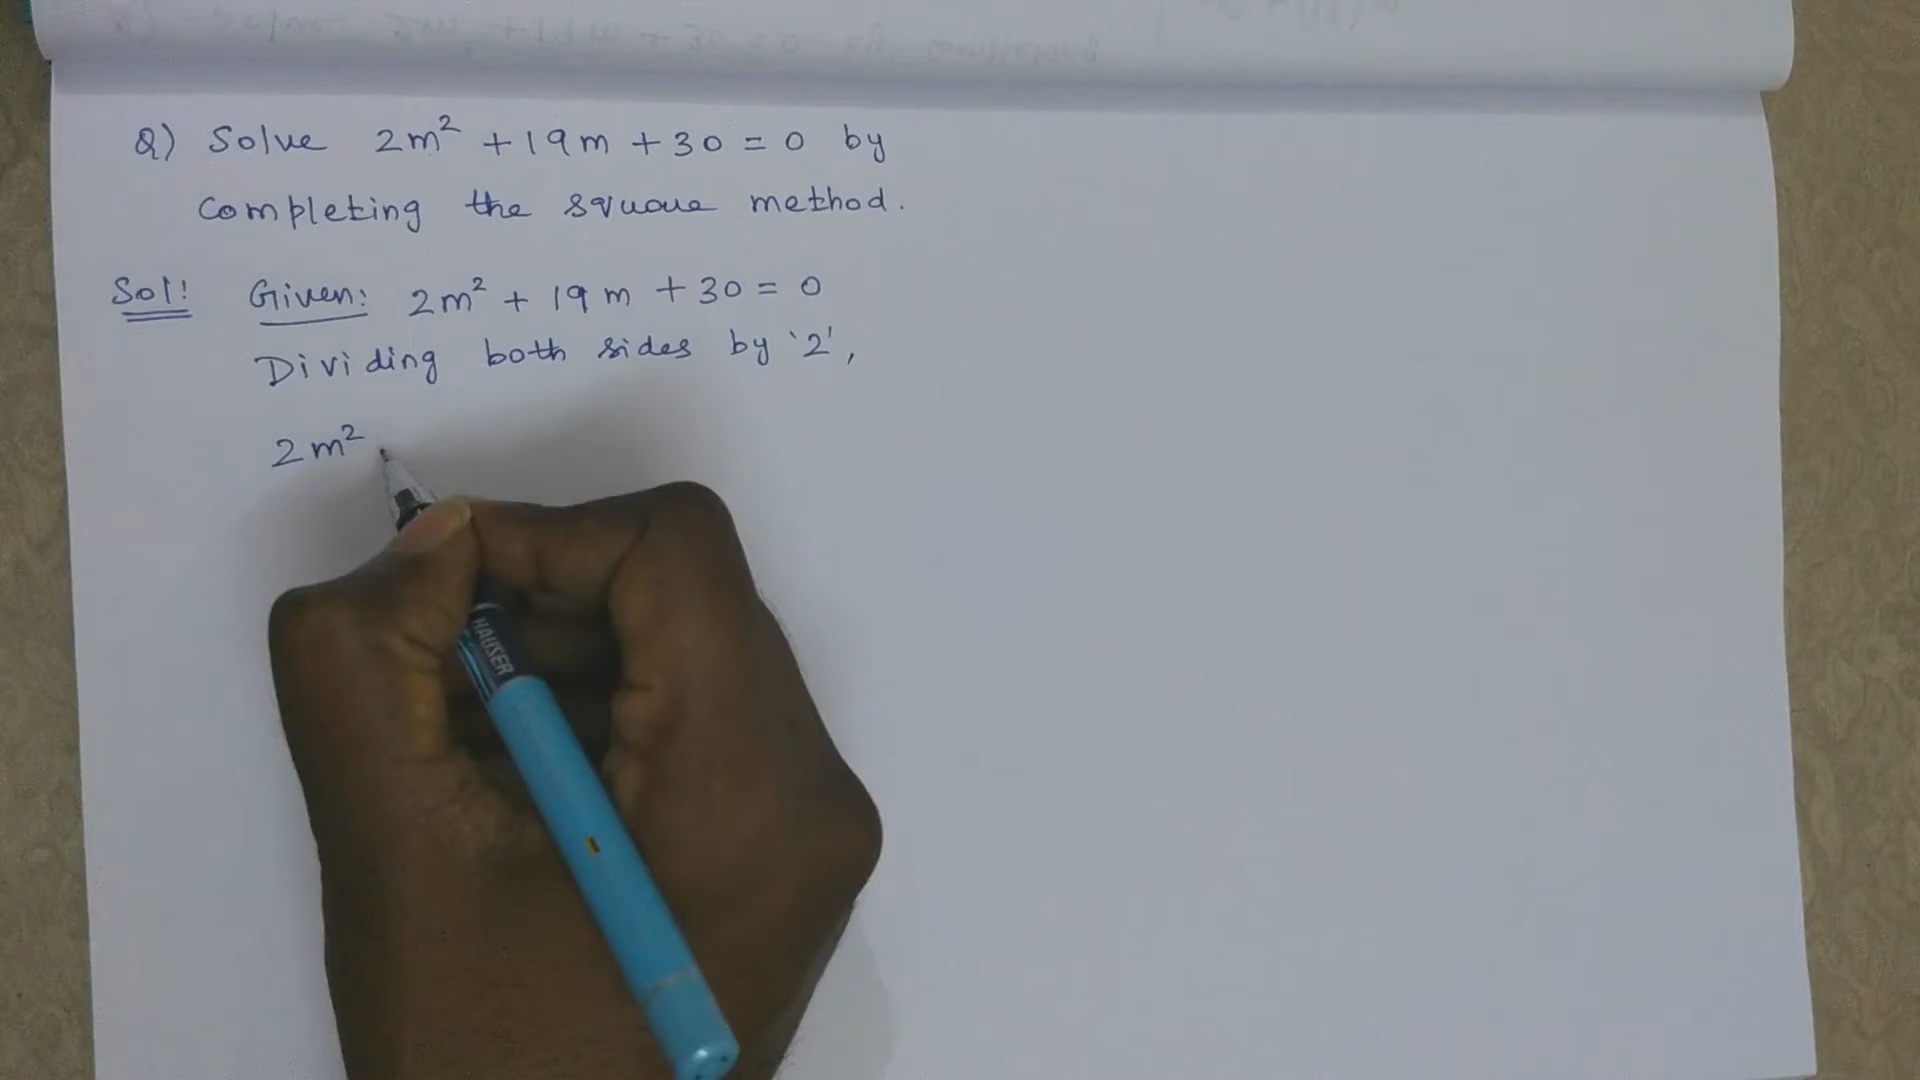 Q) Solve 2m² + 19m + 30 = 0 by
completing the square method.
Sol: Given: 2m² + 19m + 30 = 0
Dividing both sides by '2',
2m²
HAUSER